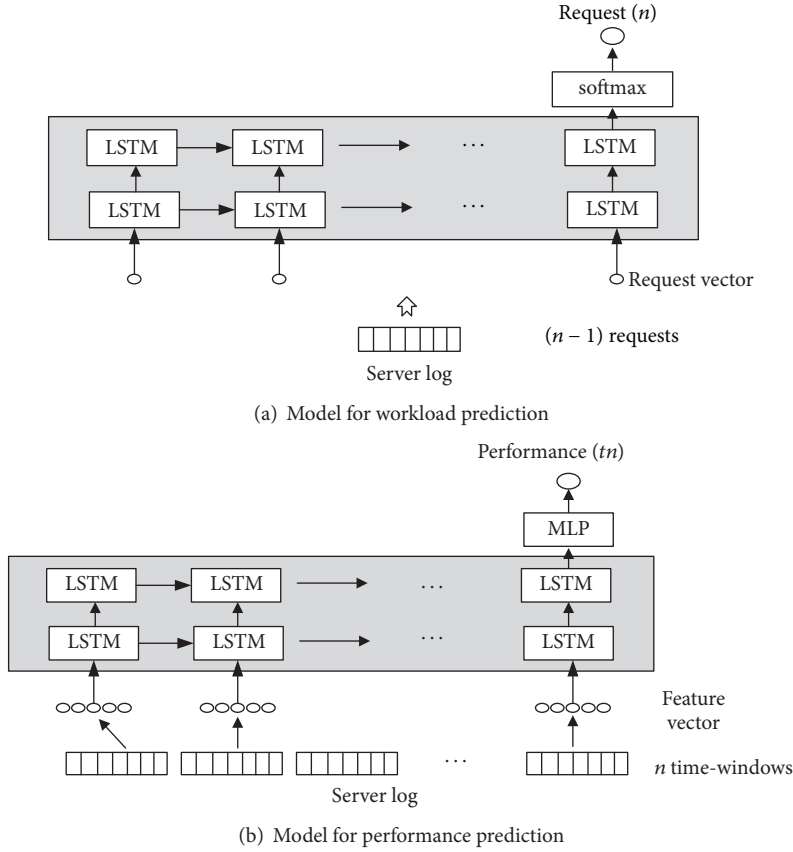 Request (n)
softmax
LSTM LSTM ... LSTM
LSTM LSTM ... LSTM
Request vector
(n − 1) requests
Server log
(a) Model for workload prediction
Performance (tn)
MLP
LSTM LSTM ... LSTM
LSTM LSTM ... LSTM
Feature
vector
... n time-windows
Server log
(b) Model for performance prediction